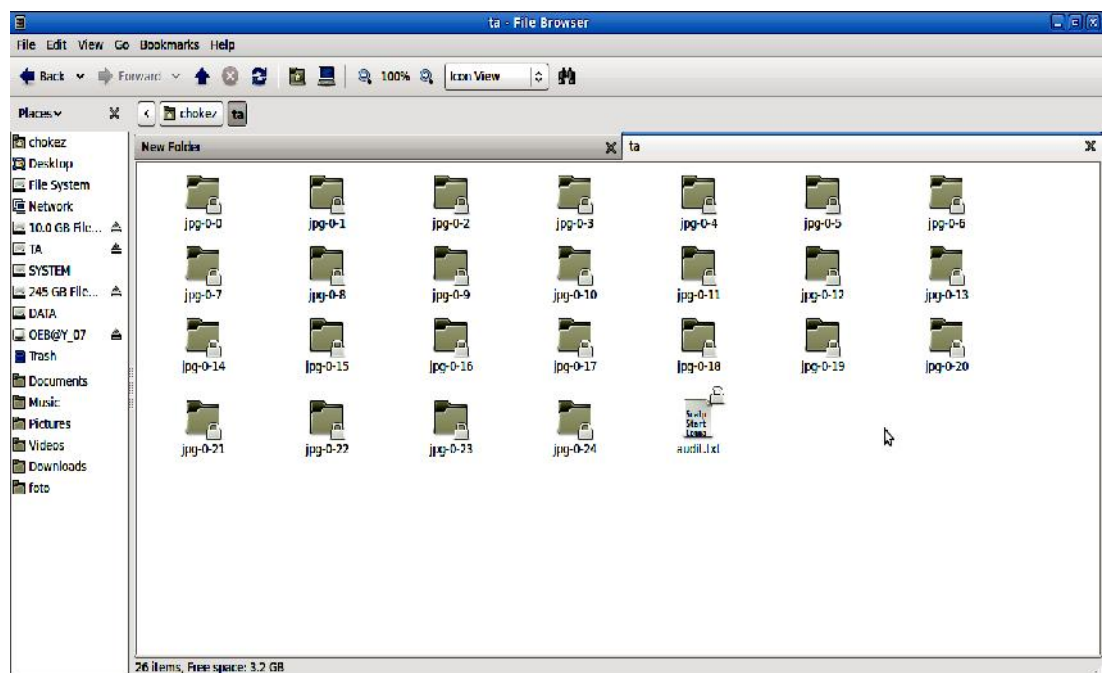 ta - File Browser
File Edit View Go Bookmarks Help
Back Forward 100% Icon View
Places chokez ta
chokez
Desktop
File System
Network
10.0 GB File...
TA
SYSTEM
245 GB File...
DATA
OEB@Y_07
Trash
Documents
Music
Pictures
Videos
Downloads
foto
New Folder ta
jpg-0-0 jpg-0-1 jpg-0-2 jpg-0-3 jpg-0-4 jpg-0-5 jpg-0-6
jpg-0-7 jpg-0-8 jpg-0-9 jpg-0-10 jpg-0-11 jpg-0-12 jpg-0-13
jpg-0-14 jpg-0-15 jpg-0-16 jpg-0-17 jpg-0-18 jpg-0-19 jpg-0-20
Scalp
Start
jpg-0-21 jpg-0-22 jpg-0-23 jpg-0-24 audit.txt
26 items, Free space: 3.2 GB